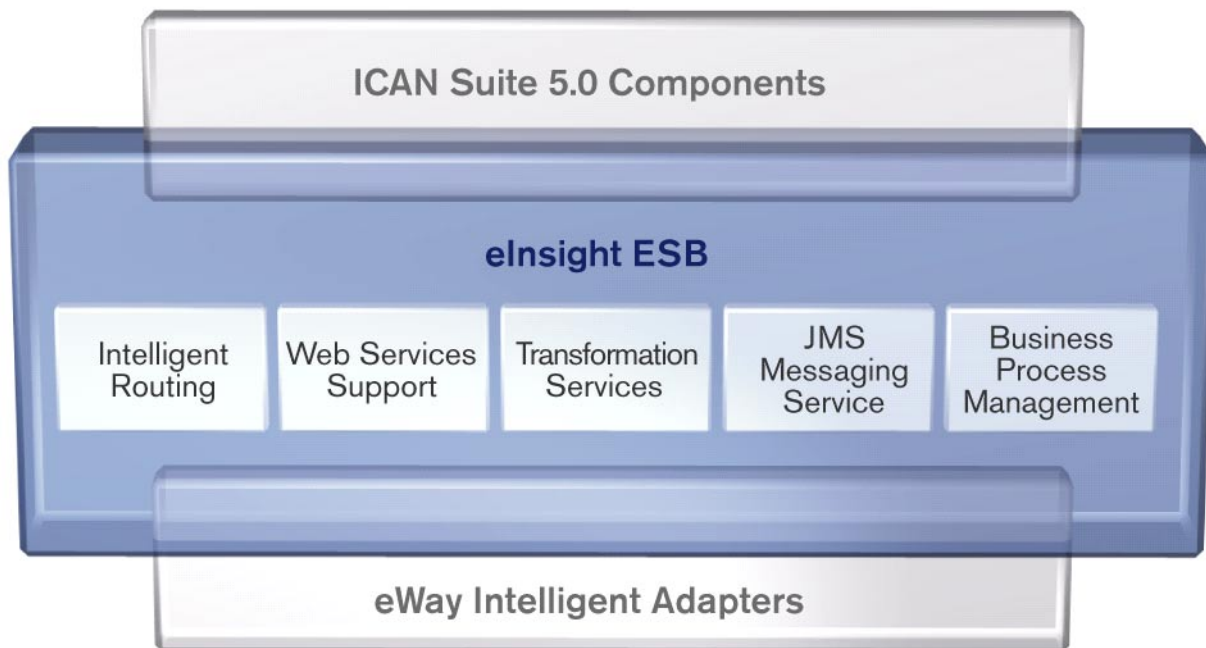 ICAN Suite 5.0 Components
eInsight ESB
Intelligent
Routing
Web Services
Support
Transformation
Services
JMS
Messaging
Service
Business
Process
Management
eWay Intelligent Adapters